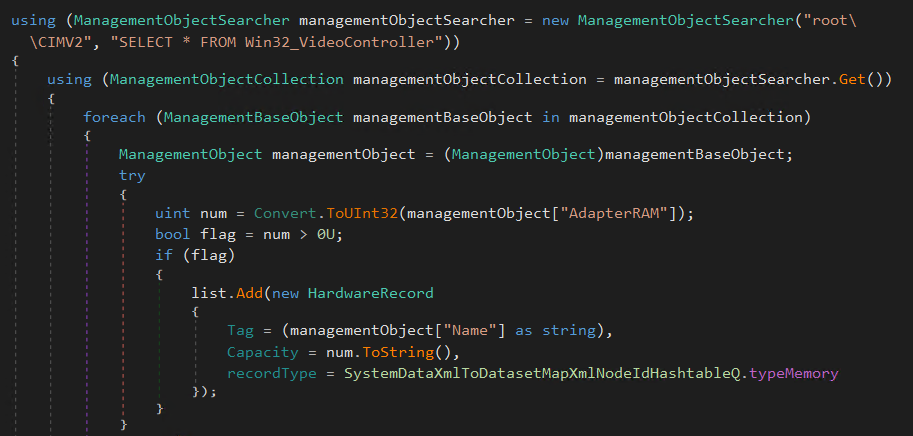 using (ManagementObjectSearcher managementObjectSearcher = new ManagementObjectSearcher("root\
\CIMV2", "SELECT * FROM Win32_VideoController"))
{
using (ManagementObjectCollection managementObjectCollection = managementObjectSearcher.Get())
{
foreach (ManagementBaseObject managementBaseObject in managementObjectCollection)
{
ManagementObject managementObject = (ManagementObject)managementBaseObject;
try
{
uint num = Convert.ToUInt32(managementObject["AdapterRAM"]);
bool flag = num > 0U;
if (flag)
{
list.Add(new HardwareRecord
{
Tag = (managementObject["Name"] as string),
Capacity = num.ToString(),
recordType = SystemDataXmlToDatasetMapXmlNodeIdHashtableQ.typeMemory
});
}
}